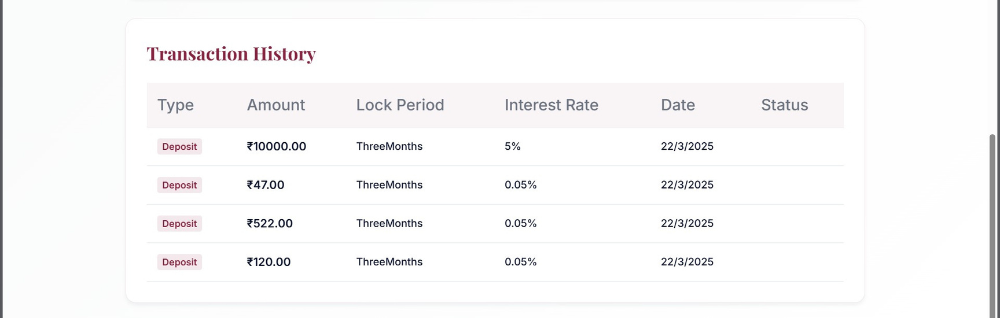 Transaction History
Type Amount Lock Period Interest Rate Date Status
Deposit ₹10000.00 ThreeMonths 5% 22/3/2025
Deposit ₹47.00 ThreeMonths 0.05% 22/3/2025
Deposit ₹522.00 ThreeMonths 0.05% 22/3/2025
Deposit ₹120.00 ThreeMonths 0.05% 22/3/2025